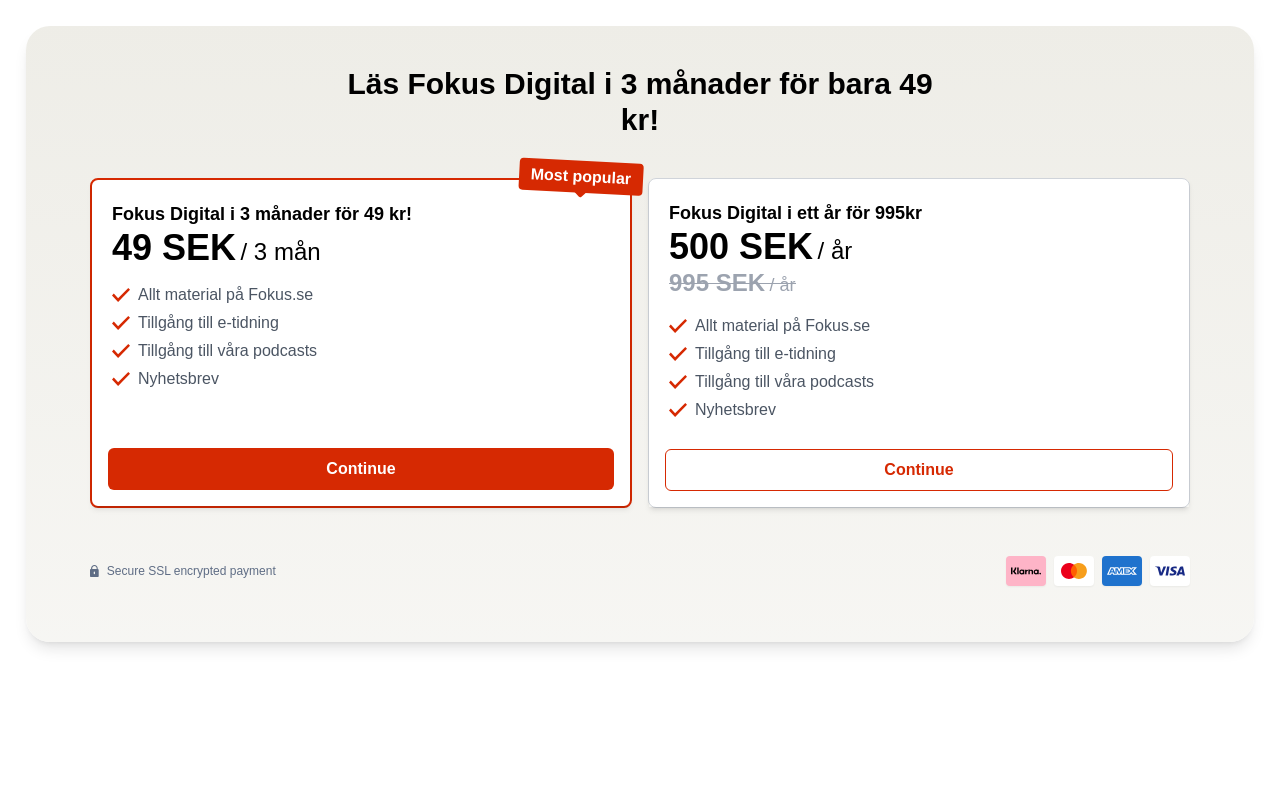 Läs Fokus Digital i 3 månader för bara 49
kr!
Most popular
Fokus Digital i 3 månader för 49 kr!
49 SEK / 3 mån
Allt material på Fokus.se
Tillgång till e-tidning
Tillgång till våra podcasts
Nyhetsbrev
Continue
Fokus Digital i ett år för 995kr
500 SEK / år
995 SEK / år
Allt material på Fokus.se
Tillgång till e-tidning
Tillgång till våra podcasts
Nyhetsbrev
Continue
Secure SSL encrypted payment
Klarna.
AMEX
VISA